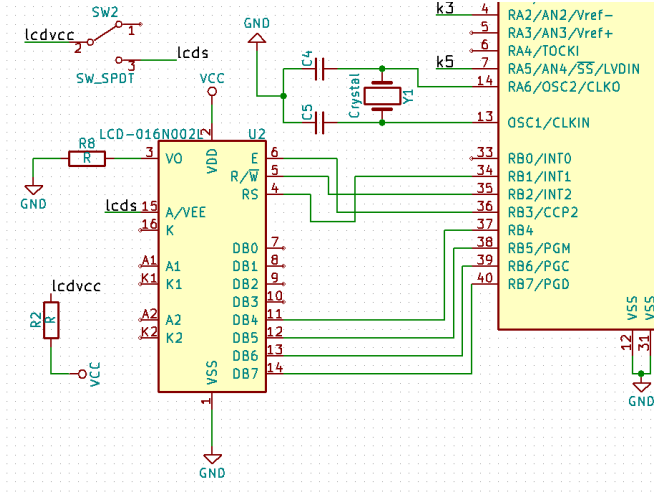 SW2
lcdvcc
2
1
3
lcds
SW_SPDT
GND
VCC
C4
C5
Crystal
Y1
k3
k5
4
5
6
7
14
13
33
34
35
36
37
38
39
40
RA2/AN2/Vref-
RA3/AN3/Vref+
RA4/TOCKI
RA5/AN4/SS/LVDIN
RA6/OSC2/CLKO
OSC1/CLKIN
RB0/INT0
RB1/INT1
RB2/INT2
RB3/CCP2
RB4
RB5/PGM
RB6/PGC
RB7/PGD
VSS
VSS
12
31
GND
LCD-016N002L
U2
2
VDD
R8
R
GND
3 VO
lcds 15 A/VEE
16 K
A1 A1
K1 K1
A2 A2
K2 K2
E 6
R/W 5
RS 4
DB0 7
DB1 8
DB2 9
DB3 10
DB4 11
DB5 12
DB6 13
DB7 14
VSS
1
GND
lcdvcc
R2
R
VCC